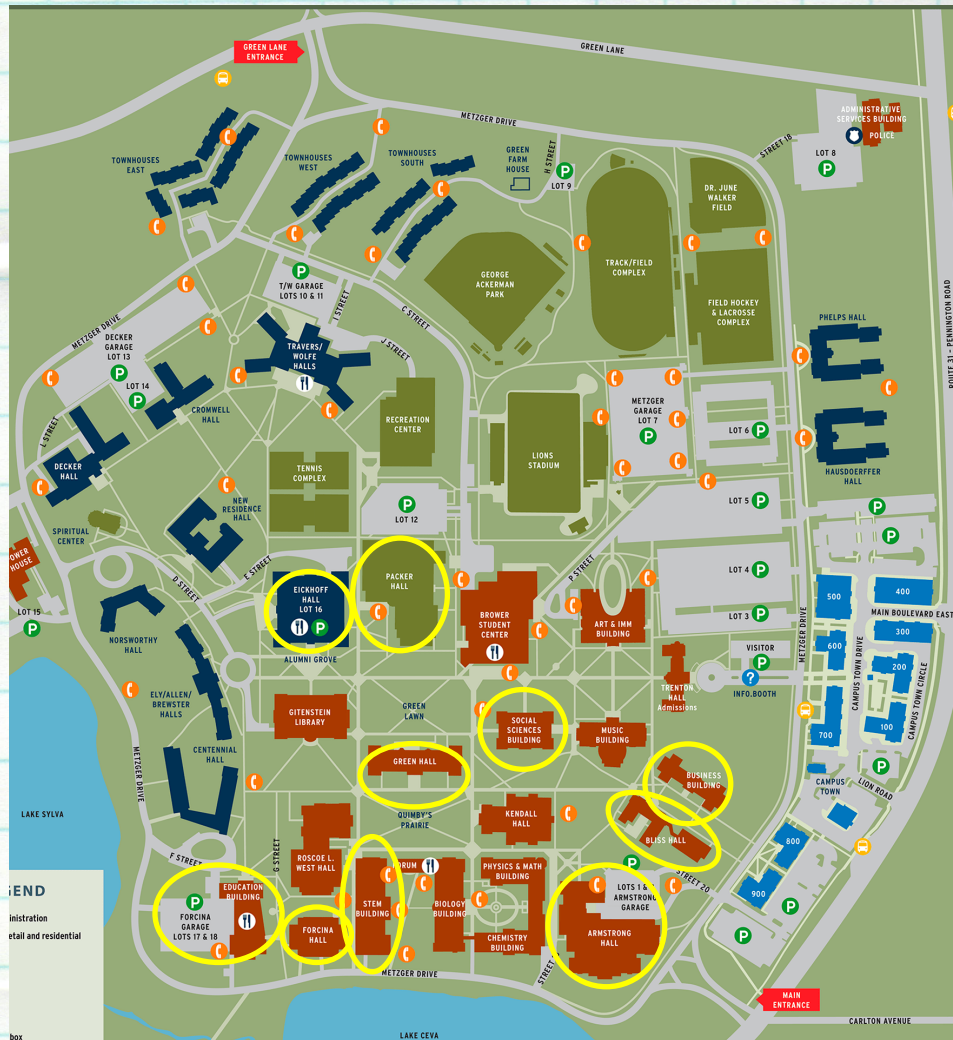 GREEN LANE
ENTRANCE
GREEN LANE
METZGER DRIVE
STREET 18
ADMINISTRATIVE
SERVICES BUILDING
POLICE
LOT 8
P
TOWNHOUSES
EAST
TOWNHOUSES
WEST
TOWNHOUSES
SOUTH
GREEN
FARM
HOUSE
H STREET
P
LOT 9
DR. JUNE
WALKER
FIELD
TRACK/FIELD
COMPLEX
GEORGE
ACKERMAN
PARK
FIELD HOCKEY
& LACROSSE
COMPLEX
ROUTE 31 - PENNINGTON ROAD
P
T/W GARAGE
LOTS 10 & 11
I STREET
C STREET
J STREET
METZGER DRIVE
DECKER
GARAGE
LOT 13
P
LOT 14
P
TRAVERS/
WOLFE
HALLS
PHELPS HALL
CROMWELL
HALL
L STREET
RECREATION
CENTER
METZGER
GARAGE
LOT 7
P
LOT 6 P
LIONS
STADIUM
DECKER
HALL
TENNIS
COMPLEX
HAUSDOERFFER
HALL
NEW
RESIDENCE
HALL
P
LOT 12
LOT 5 P
P
P
SPIRITUAL
CENTER
OWER
HOUSE
E STREET
D STREET
P STREET
LOT 4 P
EICKHOFF
HALL
LOT 16
P
PACKER
HALL
BROWER
STUDENT
CENTER
ART & IMM
BUILDING
LOT 3 P
500
400
MAIN BOULEVARD EAST
300
LOT 15
P
NORSWORTHY
HALL
ALUMNI GROVE
VISITOR
P
?
INFO.BOOTH
METZGER DRIVE
600
CAMPUS TOWN DRIVE
200
CAMPUS TOWN CIRCLE
100
700
TRENTON
HALL
Admissions
ELY/ALLEN/
BREWSTER
HALLS
GITENSTEIN
LIBRARY
GREEN
LAWN
SOCIAL
SCIENCES
BUILDING
MUSIC
BUILDING
CENTENNIAL
HALL
METZGER DRIVE
GREEN HALL
BUSINESS
BUILDING
CAMPUS
TOWN
P
LION ROAD
LAKE SYLVA
QUIMBY'S
PRAIRIE
KENDALL
HALL
BLISS HALL
800
F STREET
G STREET
ROSCOE L.
WEST HALL
FORUM
PHYSICS & MATH
BUILDING
P
STREET 20
LOTS 1 &
ARMSTRONG
GARAGE
900
P
GEND
inistration
etail and residential
box
EDUCATION
BUILDING
P
FORCINA
GARAGE
LOTS 17 & 18
FORCINA
HALL
STEM
BUILDING
BIOLOGY
BUILDING
CHEMISTRY
BUILDING
ARMSTRONG
HALL
P
STREET
METZGER DRIVE
MAIN
ENTRANCE
CARLTON AVENUE
LAKE CEVA